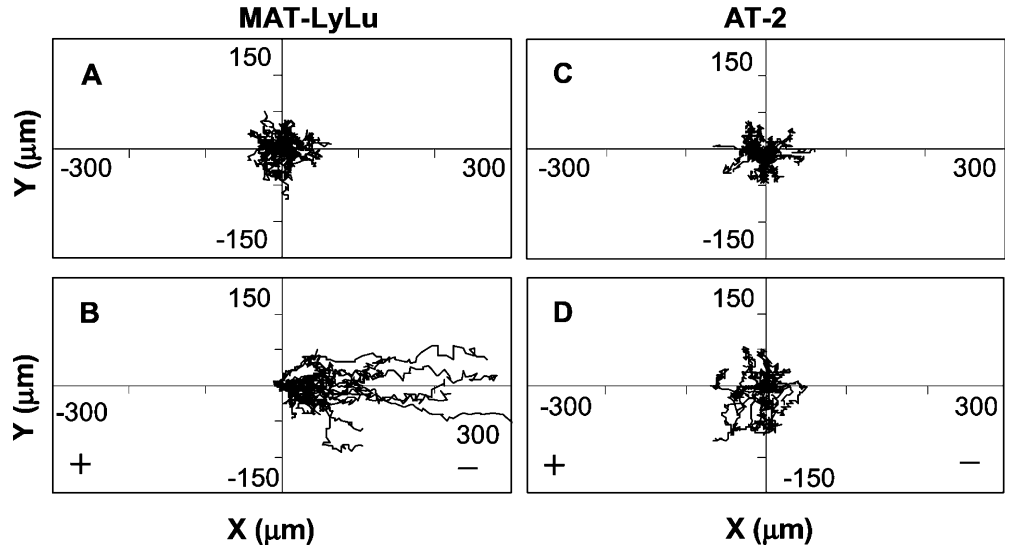 MAT-LyLu AT-2
A 150 C 150
Y (μm)
-300 300 -300 300
-150 -150
B 150 D 150
Y (μm)
-300 300 -300 300
+ − + −
-150 -150
X (μm) X (μm)